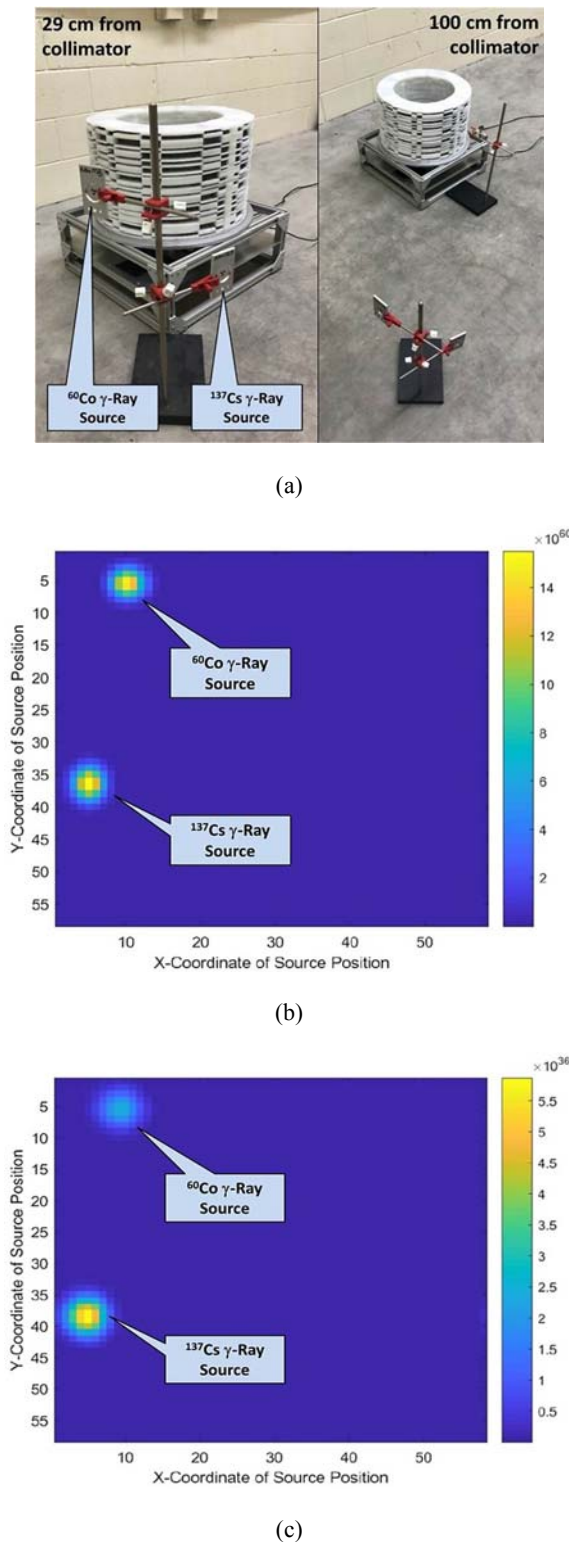 29 cm from
collimator
100 cm from
collimator
⁶⁰Co γ-Ray
Source
¹³⁷Cs γ-Ray
Source
(a)
×10⁶⁰
5
10
15
20
25
30
35
40
45
50
55
10
20
30
40
50
14
12
10
8
6
4
2
Y-Coordinate of Source Position
X-Coordinate of Source Position
⁶⁰Co γ-Ray
Source
¹³⁷Cs γ-Ray
Source
(b)
×10³⁶
5
10
15
20
25
30
35
40
45
50
55
10
20
30
40
50
5.5
5
4.5
4
3.5
3
2.5
2
1.5
1
0.5
Y-Coordinate of Source Position
X-Coordinate of Source Position
⁶⁰Co γ-Ray
Source
¹³⁷Cs γ-Ray
Source
(c)